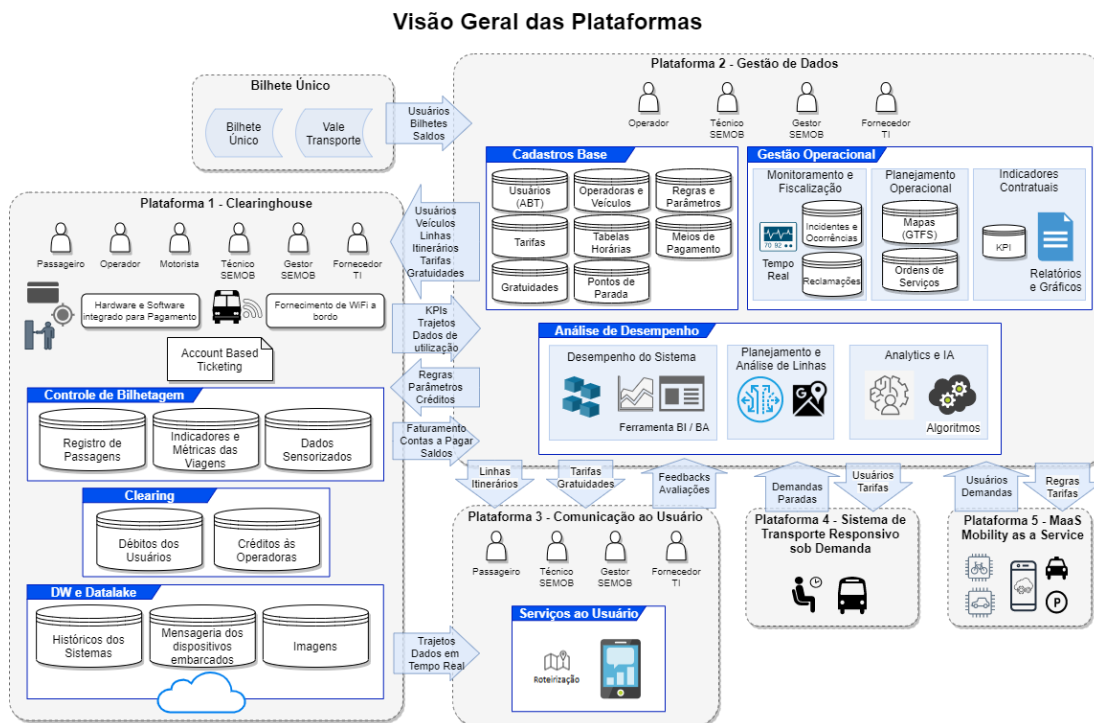 Visão Geral das Plataformas
Bilhete Único
Bilhete
Único
Vale
Transporte
Usuários
Bilhetes
Saldos
Plataforma 2 - Gestão de Dados
Operador
Técnico
SEMOB
Gestor
SEMOB
Fornecedor
TI
Cadastros Base
Usuários
(ABT)
Operadoras e
Veículos
Regras e
Parâmetros
Tarifas
Tabelas
Horárias
Meios de
Pagamento
Gratuidades
Pontos de
Parada
Gestão Operacional
Monitoramento e
Fiscalização
70 92
Tempo
Real
Incidentes e
Ocorrências
Reclamações
Planejamento
Operacional
Mapas
(GTFS)
Ordens de
Serviços
Indicadores
Contratuais
KPI
Relatórios
e Gráficos
Análise de Desempenho
Desempenho do Sistema
Ferramenta BI / BA
Planejamento e
Análise de Linhas
G
Analytics e IA
Algoritmos
Plataforma 1 - Clearinghouse
Passageiro
Operador
Motorista
Técnico
SEMOB
Gestor
SEMOB
Fornecedor
TI
Hardware e Software
integrado para Pagamento
Fornecimento de WiFi a
bordo
Account Based
Ticketing
Controle de Bilhetagem
Registro de
Passagens
Indicadores e
Métricas das
Viagens
Dados
Sensorizados
Clearing
Débitos dos
Usuários
Créditos ás
Operadoras
DW e Datalake
Históricos dos
Sistemas
Mensageria dos
dispositivos
embarcados
Imagens
Usuários
Veículos
Linhas
Itinerários
Tarifas
Gratuidades
KPIs
Trajetos
Dados de
utilização
Regras
Parâmetros
Créditos
Faturamento
Contas a Pagar
Saldos
Trajetos
Dados em
Tempo Real
Linhas
Itinerários
Tarifas
Gratuidades
Feedbacks
Avaliações
Demandas
Paradas
Usuários
Tarifas
Usuários
Demandas
Regras
Tarifas
Plataforma 3 - Comunicação ao Usuário
Passageiro
Técnico
SEMOB
Gestor
SEMOB
Fornecedor
TI
Serviços ao Usuário
Roteirização
Plataforma 4 - Sistema de
Transporte Responsivo
sob Demanda
Plataforma 5 - MaaS
Mobility as a Service
P